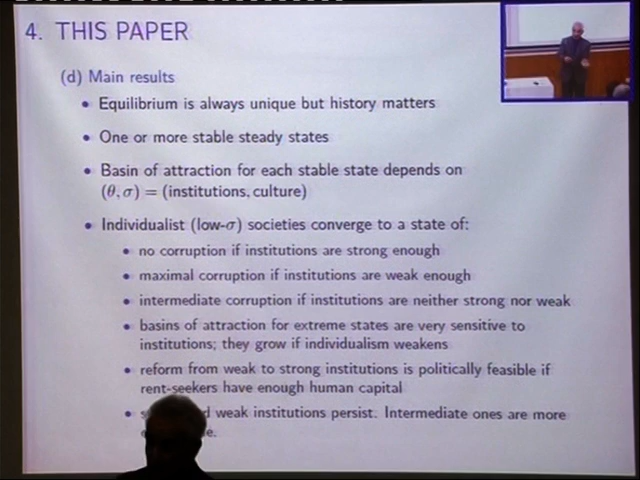 4. THIS PAPER
(d) Main results
• Equilibrium is always unique but history matters
• One or more stable steady states
• Basin of attraction for each stable state depends on
(θ, σ) = (institutions, culture)
• Individualist (low-σ) societies converge to a state of:
• no corruption if institutions are strong enough
• maximal corruption if institutions are weak enough
• intermediate corruption if institutions are neither strong nor weak
• basins of attraction for extreme states are very sensitive to
institutions; they grow if individualism weakens
• reform from weak to strong institutions is politically feasible if
rent-seekers have enough human capital
• weak institutions persist. Intermediate ones are more